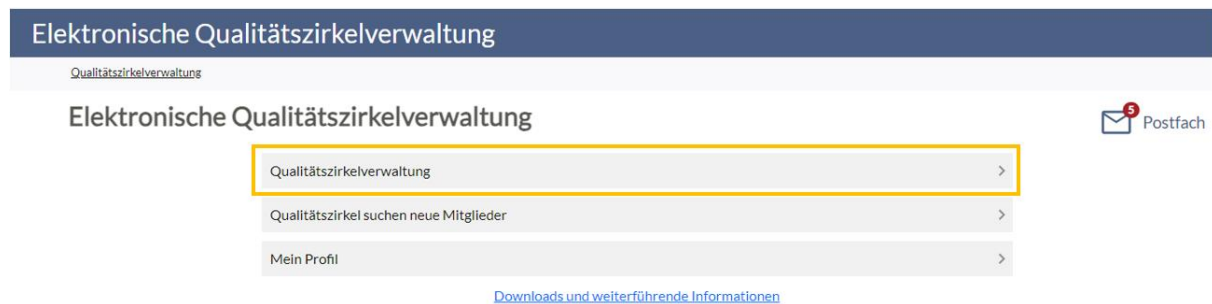 Elektronische Qualitätszirkelverwaltung
Qualitätszirkelverwaltung
Elektronische Qualitätszirkelverwaltung
5
Postfach
Qualitätszirkelverwaltung
Qualitätszirkel suchen neue Mitglieder
Mein Profil
Downloads und weiterführende Informationen